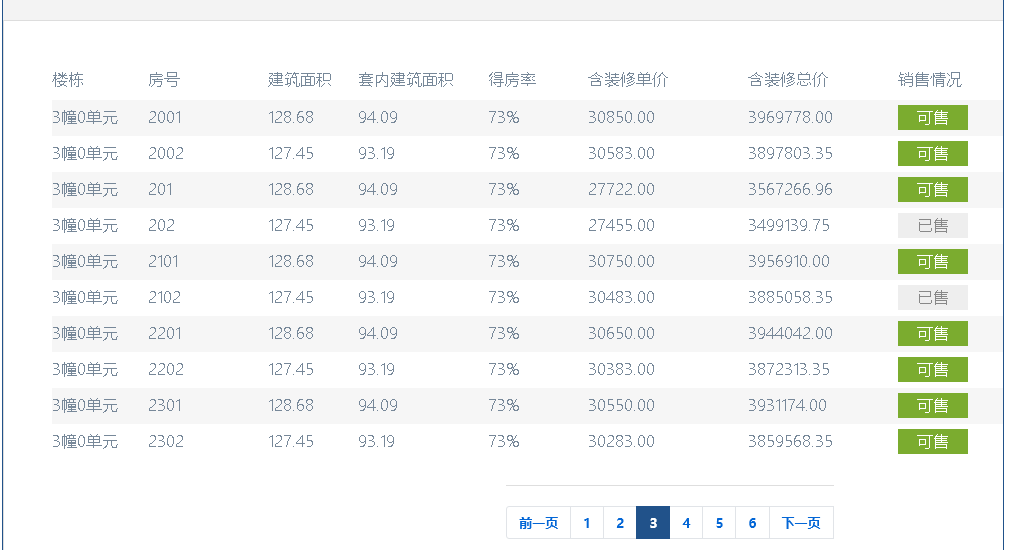 楼栋 房号 建筑面积 套内建筑面积 得房率 含装修单价 含装修总价 销售情况
3幢0单元 2001 128.68 94.09 73% 30850.00 3969778.00 可售
3幢0单元 2002 127.45 93.19 73% 30583.00 3897803.35 可售
3幢0单元 201 128.68 94.09 73% 27722.00 3567266.96 可售
3幢0单元 202 127.45 93.19 73% 27455.00 3499139.75 已售
3幢0单元 2101 128.68 94.09 73% 30750.00 3956910.00 可售
3幢0单元 2102 127.45 93.19 73% 30483.00 3885058.35 已售
3幢0单元 2201 128.68 94.09 73% 30650.00 3944042.00 可售
3幢0单元 2202 127.45 93.19 73% 30383.00 3872313.35 可售
3幢0单元 2301 128.68 94.09 73% 30550.00 3931174.00 可售
3幢0单元 2302 127.45 93.19 73% 30283.00 3859568.35 可售
前一页 1 2 3 4 5 6 下一页